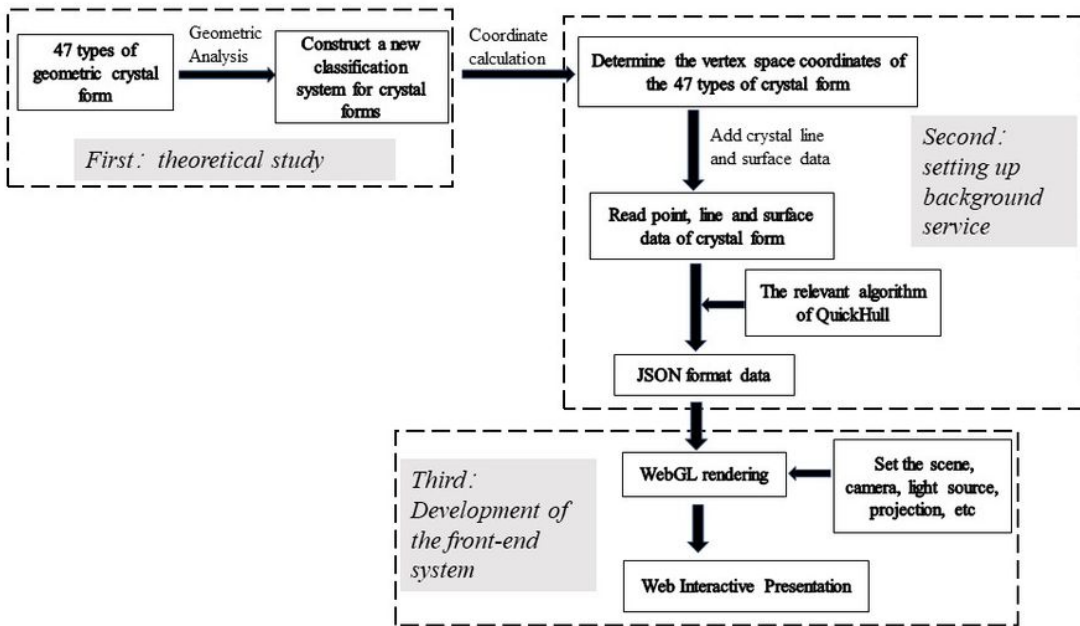 47 types of
geometric crystal
form
Geometric
Analysis
Construct a new
classification
system for crystal
forms
First: theoretical study
Coordinate
calculation
Determine the vertex space coordinates of
the 47 types of crystal form
Add crystal line
and surface data
Second:
setting up
background
service
Read point, line and surface
data of crystal form
The relevant algorithm
of QuickHull
JSON format data
Third:
Development of
the front-end
system
WebGL rendering
Set the scene,
camera, light source,
projection, etc
Web Interactive Presentation